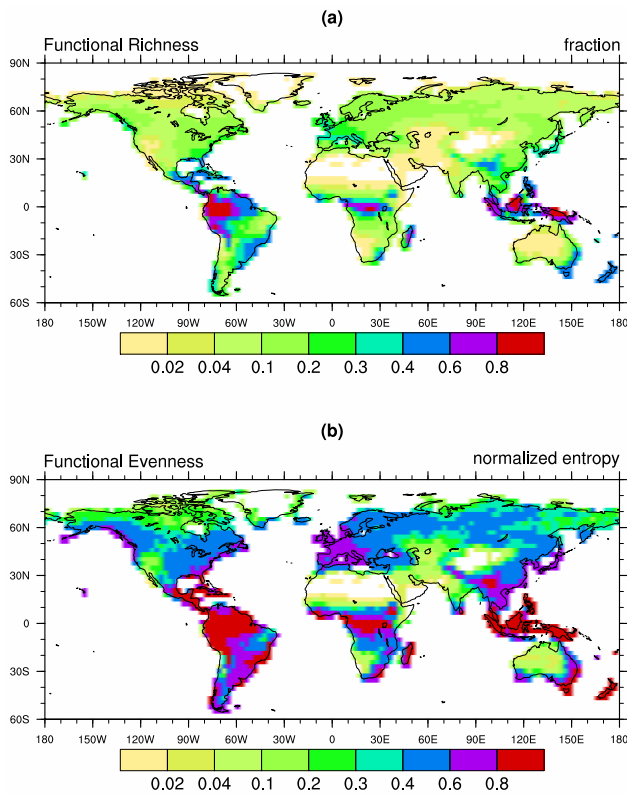 (a)
Functional Richness fraction
90N
60N
30N
0
30S
60S
180 150W 120W 90W 60W 30W 0 30E 60E 90E 120E 150E 180
0.02 0.04 0.1 0.2 0.3 0.4 0.6 0.8
(b)
Functional Evenness normalized entropy
90N
60N
30N
0
30S
60S
180 150W 120W 90W 60W 30W 0 30E 60E 90E 120E 150E 180
0.02 0.04 0.1 0.2 0.3 0.4 0.6 0.8